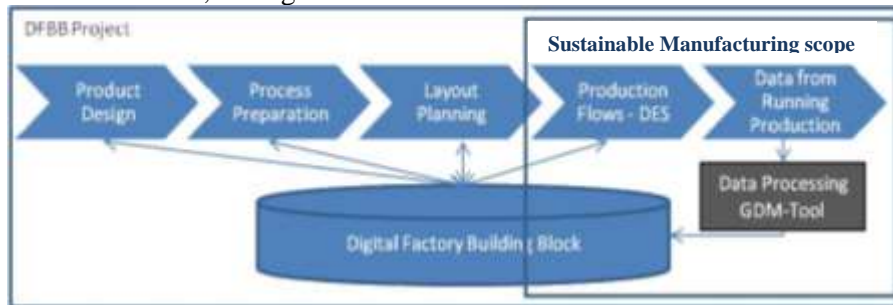 DFBB Project
Sustainable Manufacturing scope
Product
Design
Process
Preparation
Layout
Planning
Production
Flows - DES
Data from
Running
Production
Data Processing
GDM-Tool
Digital Factory Building Block